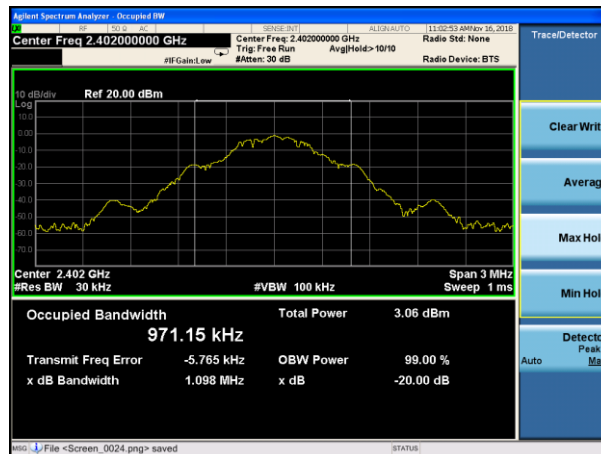 Agilent Spectrum Analyzer - Occupied BW
RF 50 Ω AC SENSE:INT ALIGNAUTO 11:02:53 AMNov 16, 2018
Center Freq 2.402000000 GHz
Center Freq: 2.402000000 GHz
Radio Std: None
Trig: Free Run Avg|Hold:> 10/10
#IFGain:Low #Atten: 30 dB Radio Device: BTS
Trace/Detector
10 dB/div Ref 20.00 dBm
Log
10.0
0.00
-10.0
-20.0
-30.0
-40.0
-50.0
-60.0
-70.0
Center 2.402 GHz Span 3 MHz
#Res BW 30 kHz #VBW 100 kHz Sweep 1 ms
Occupied Bandwidth Total Power 3.06 dBm
971.15 kHz
Transmit Freq Error -5.765 kHz OBW Power 99.00 %
x dB Bandwidth 1.098 MHz x dB -20.00 dB
Clear Writ
Averag
Max Hol
Min Hol
Detecto
Peak
Auto Ma
MSG File <Screen_0024.png> saved STATUS